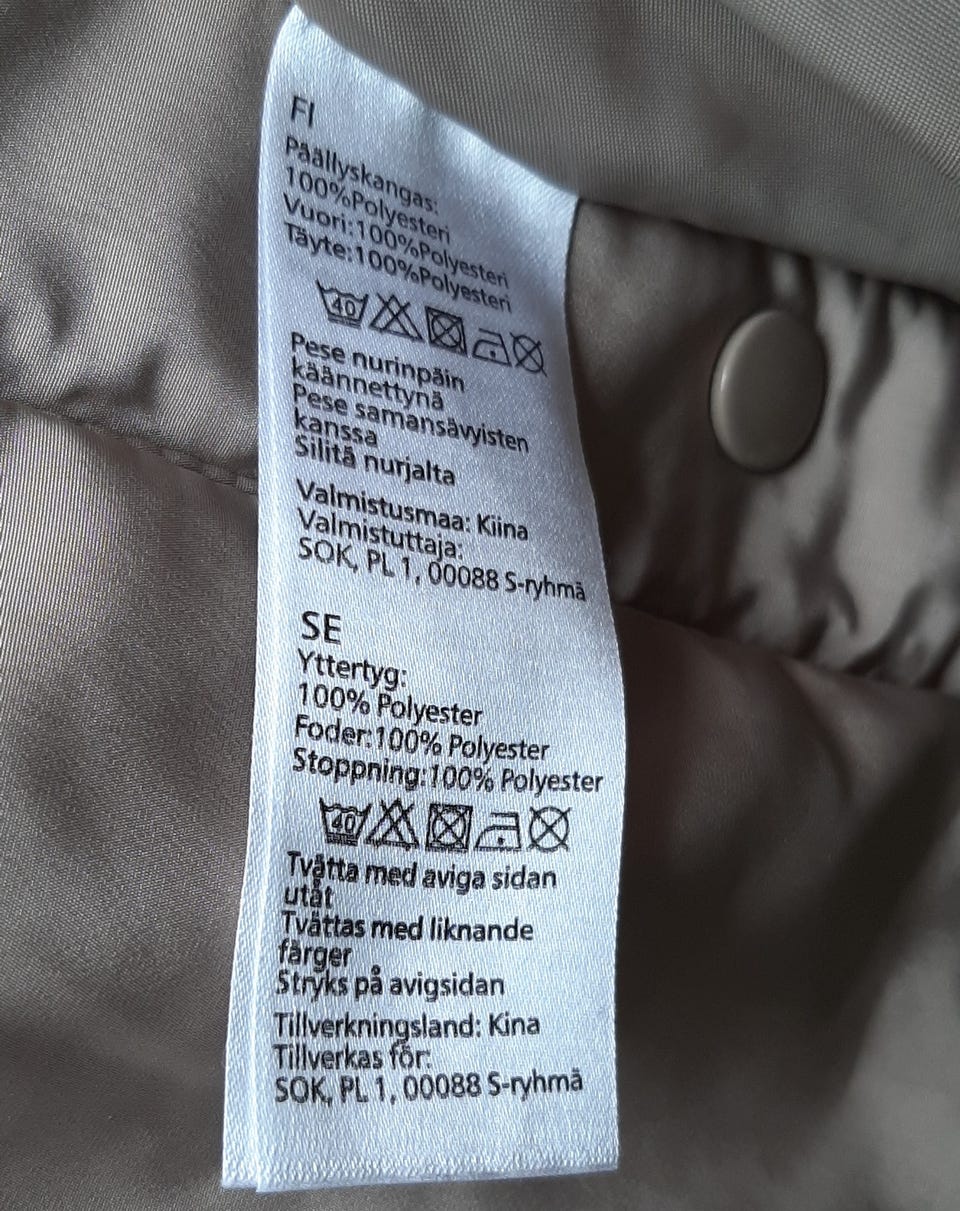 FI
Päällyskangas:
100%Polyesteri
Vuori:100%Polyesteri
Täyte:100%Polyesteri
40
Pese nurinpäin
käännettynä
Pese samansävyisten
kanssa
Silitä nurjalta
Valmistusmaa: Kiina
Valmistuttaja:
SOK, PL 1, 00088 S-ryhmä
SE
Yttertyg:
100% Polyester
Foder:100% Polyester
Stoppning:100% Polyester
40
Tvätta med aviga sidan
utåt
Tvättas med liknande
färger
Stryks på avigsidan
Tillverkningsland: Kina
Tillverkas för:
SOK, PL 1, 00088 S-ryhmä